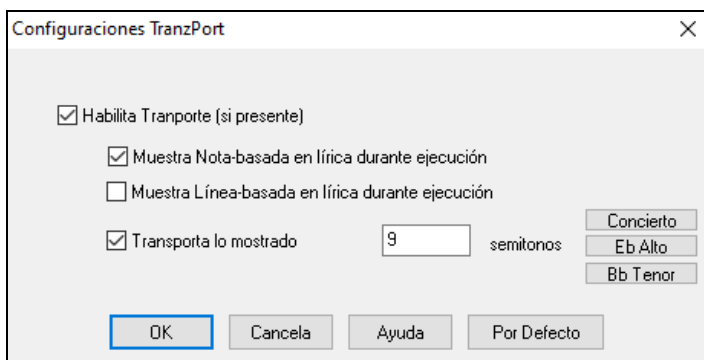 Configuraciones TranzPort
Habilita Tranporte (si presente)
Muestra Nota-basada en lírica durante ejecución
Muestra Línea-basada en lírica durante ejecución
Transporta lo mostrado 9 semitonos
Concierto
Eb Alto
Bb Tenor
OK Cancela Ayuda Por Defecto